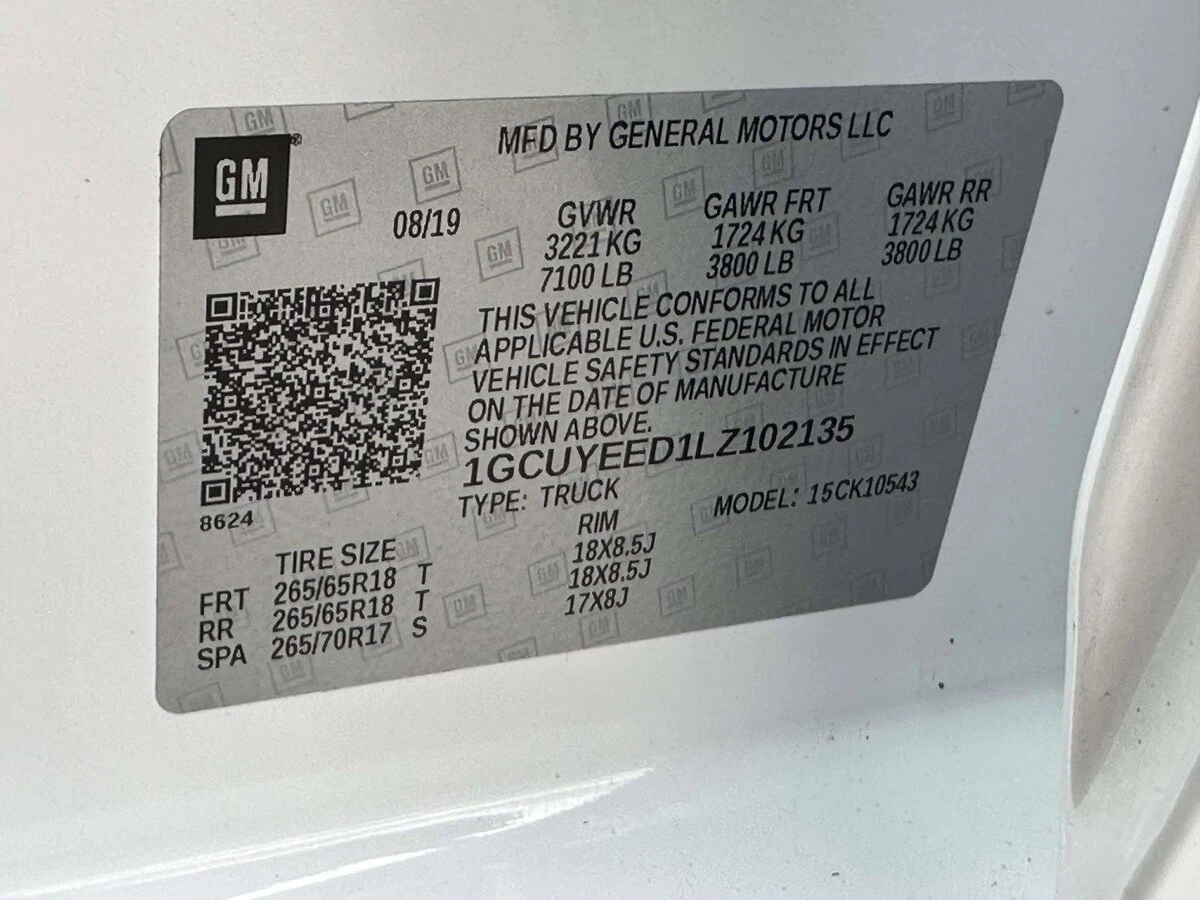 GM
MFD BY GENERAL MOTORS LLC
08/19 GVWR GAWR FRT GAWR RR
3221 KG 1724 KG 1724 KG
7100 LB 3800 LB 3800 LB
THIS VEHICLE CONFORMS TO ALL
APPLICABLE U.S. FEDERAL MOTOR
VEHICLE SAFETY STANDARDS IN EFFECT
ON THE DATE OF MANUFACTURE
SHOWN ABOVE.
1GCUYEED1LZ102135
TYPE: TRUCK MODEL: 15CK10543
8624
TIRE SIZE RIM
FRT 265/65R18 T 18X8.5J
RR 265/65R18 T 18X8.5J
SPA 265/70R17 S 17X8J